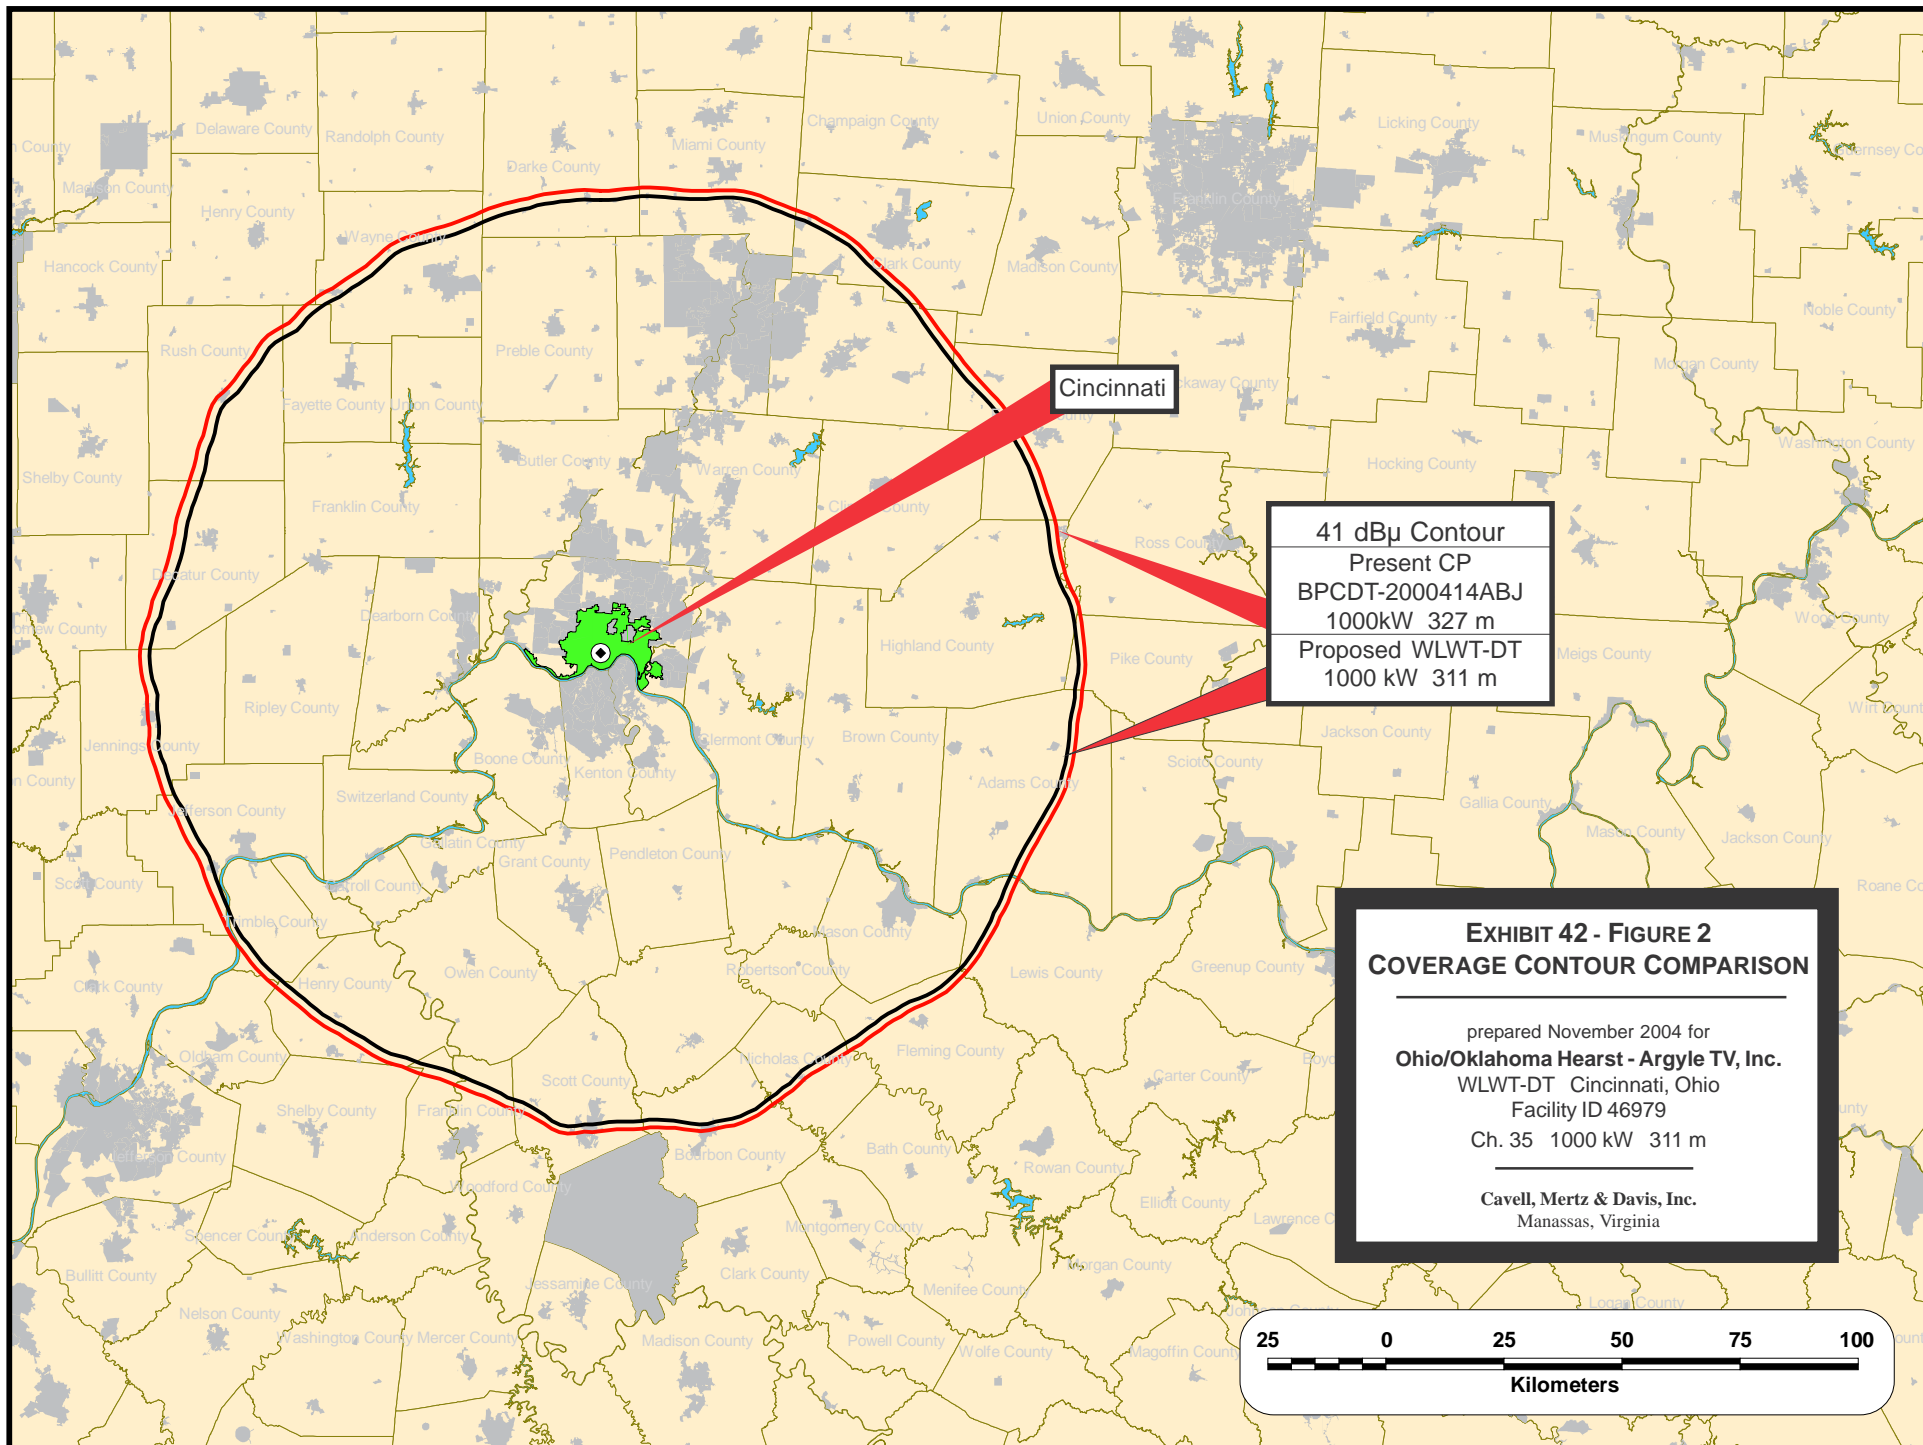 Delaware County
Randolph County
Darke County
Miami County
Champaign County
Union County
Licking County
Muskingum County
Madison County
Henry County
Wayne County
Franklin County
Hancock County
Clark County
Madison County
Noble County
Rush County
Preble County
Fairfield County
Morgan County
Fayette County
Union County
Cincinnati
ckaway County
Washington County
Shelby County
Butler County
Warren County
Hocking County
Franklin County
Ross County
Decatur County
Dearborn County
Highland County
Pike County
Meigs County
Wood County
41 dBµ Contour
Present CP
BPCDT-2000414ABJ
1000kW 327 m
Proposed WLWT-DT
1000 kW 311 m
Ripley County
Jennings County
Boone County
Kenton County
Clermont County
Brown County
Jackson County
Switzerland County
Adams County
Scioto County
Jefferson County
Gallia County
Mason County
Jackson County
Gallatin County
Grant County
Pendleton County
Scott County
Carroll County
Trimble County
Mason County
Owen County
Robertson County
Lewis County
Greenup County
Clark County
Henry County
Oldham County
Nicholas County
Fleming County
Scott County
Carter County
Shelby County
Franklin County
Jefferson County
Bourbon County
Bath County
Rowan County
Woodford County
Elliott County
Montgomery County
Spencer County
Anderson County
Bullitt County
Jessamine County
Clark County
Menifee County
Morgan County
Nelson County
Washington County
Mercer County
Madison County
Powell County
Wolfe County
Magoffin County
Logan County
EXHIBIT 42 - FIGURE 2
COVERAGE CONTOUR COMPARISON
prepared November 2004 for
Ohio/Oklahoma Hearst - Argyle TV, Inc.
WLWT-DT Cincinnati, Ohio
Facility ID 46979
Ch. 35 1000 kW 311 m
Cavell, Mertz & Davis, Inc.
Manassas, Virginia
25 0 25 50 75 100
Kilometers